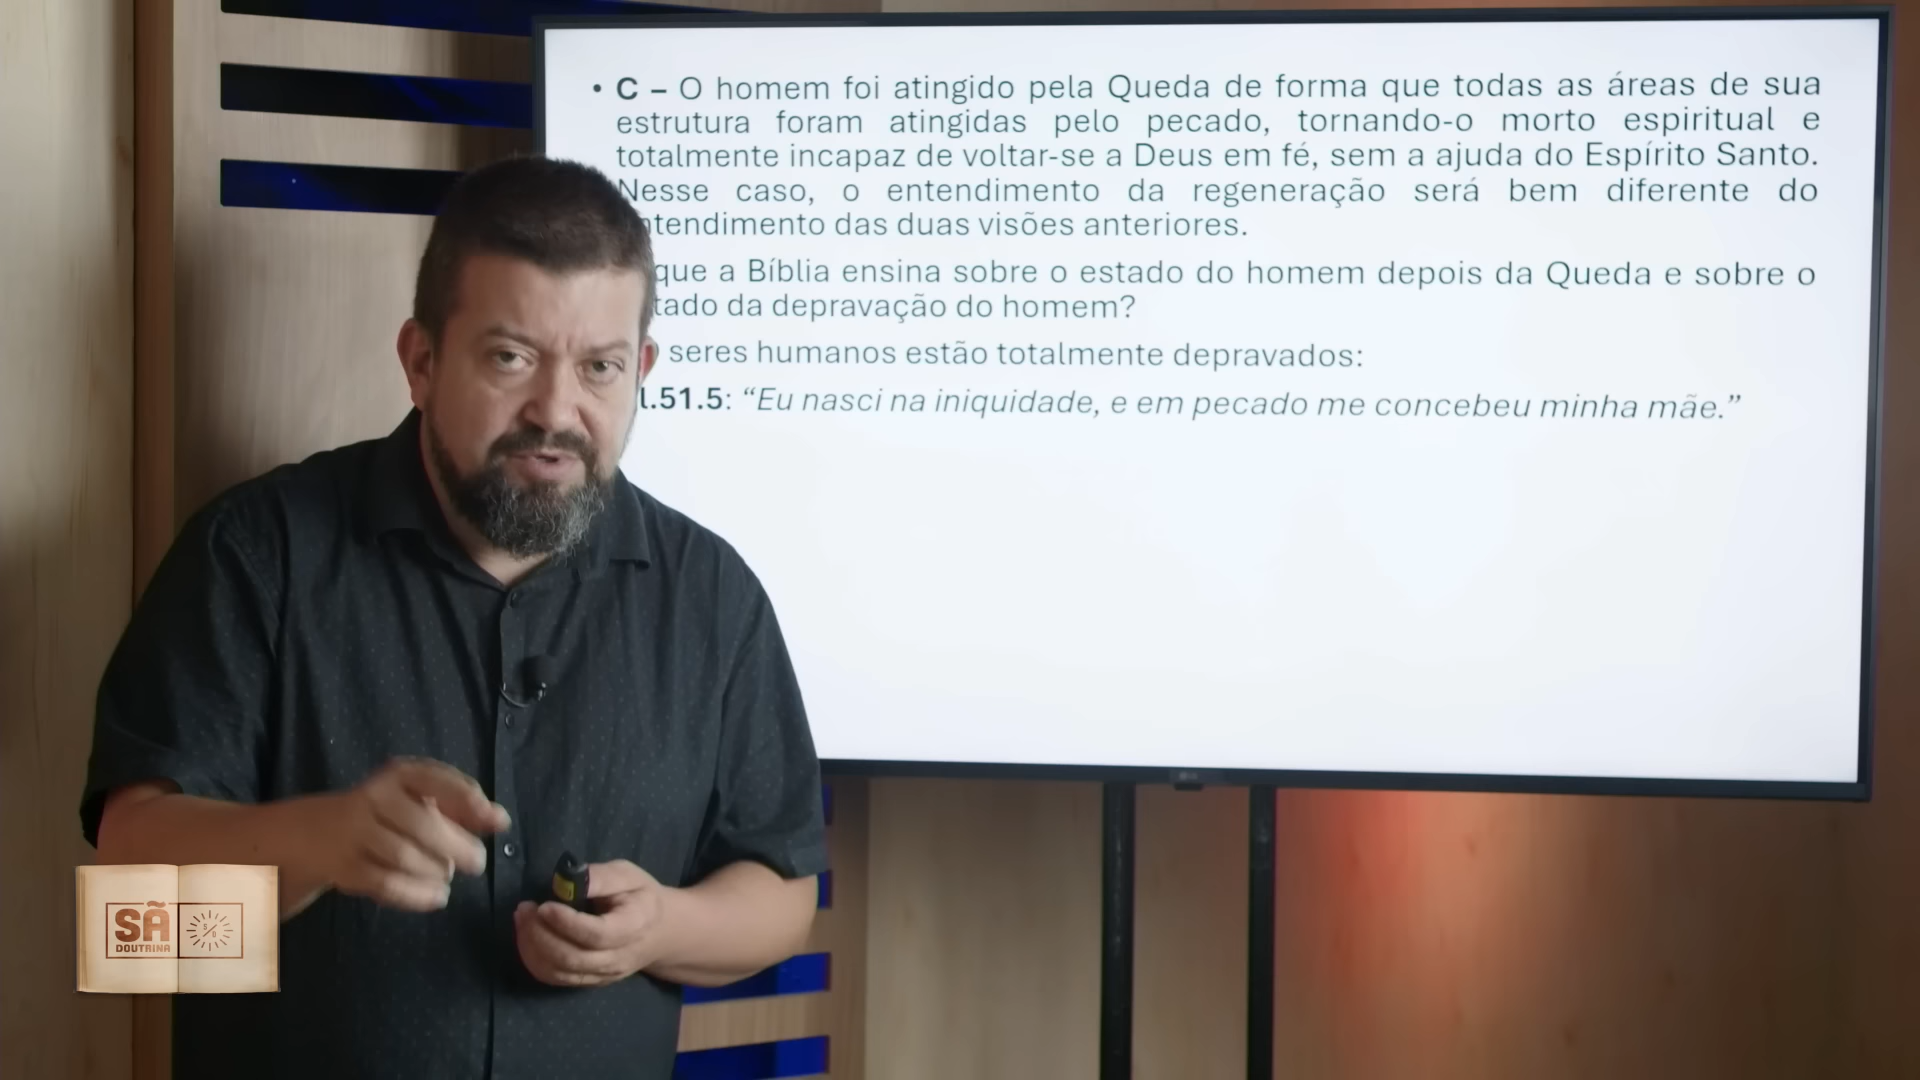 • C – O homem foi atingido pela Queda de forma que todas as áreas de sua
estrutura foram atingidas pelo pecado, tornando-o morto espiritual e
totalmente incapaz de voltar-se a Deus em fé, sem a ajuda do Espírito Santo.
Nesse caso, o entendimento da regeneração será bem diferente do
ntendimento das duas visões anteriores.
que a Bíblia ensina sobre o estado do homem depois da Queda e sobre o
tado da depravação do homem?
seres humanos estão totalmente depravados:
l.51.5: “Eu nasci na iniquidade, e em pecado me concebeu minha mãe.”
SÃ
DOUTRINA
S/D